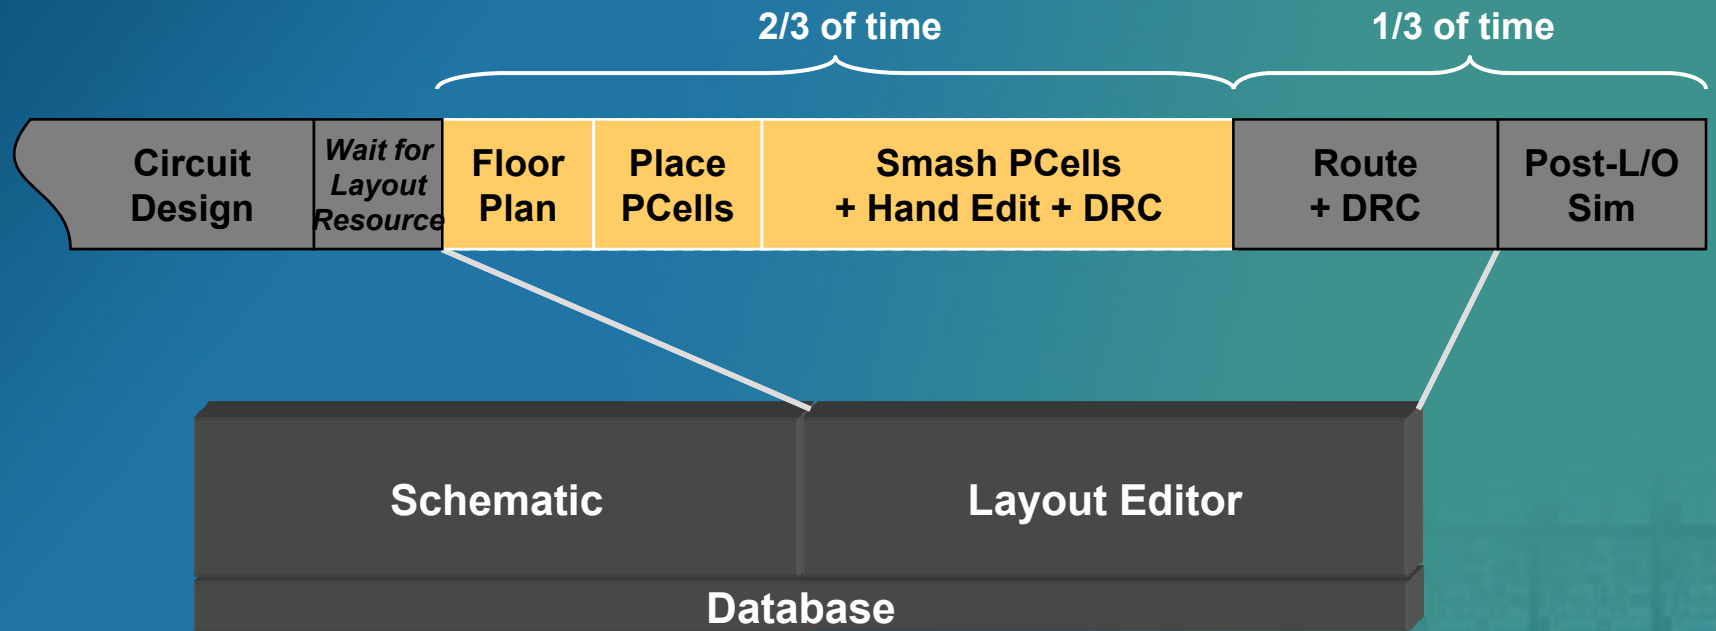 2/3 of time
1/3 of time
Circuit
Design
Wait for
Layout
Resource
Floor
Plan
Place
PCells
Smash PCells
+ Hand Edit + DRC
Route
+ DRC
Post-L/O
Sim
Schematic
Layout Editor
Database